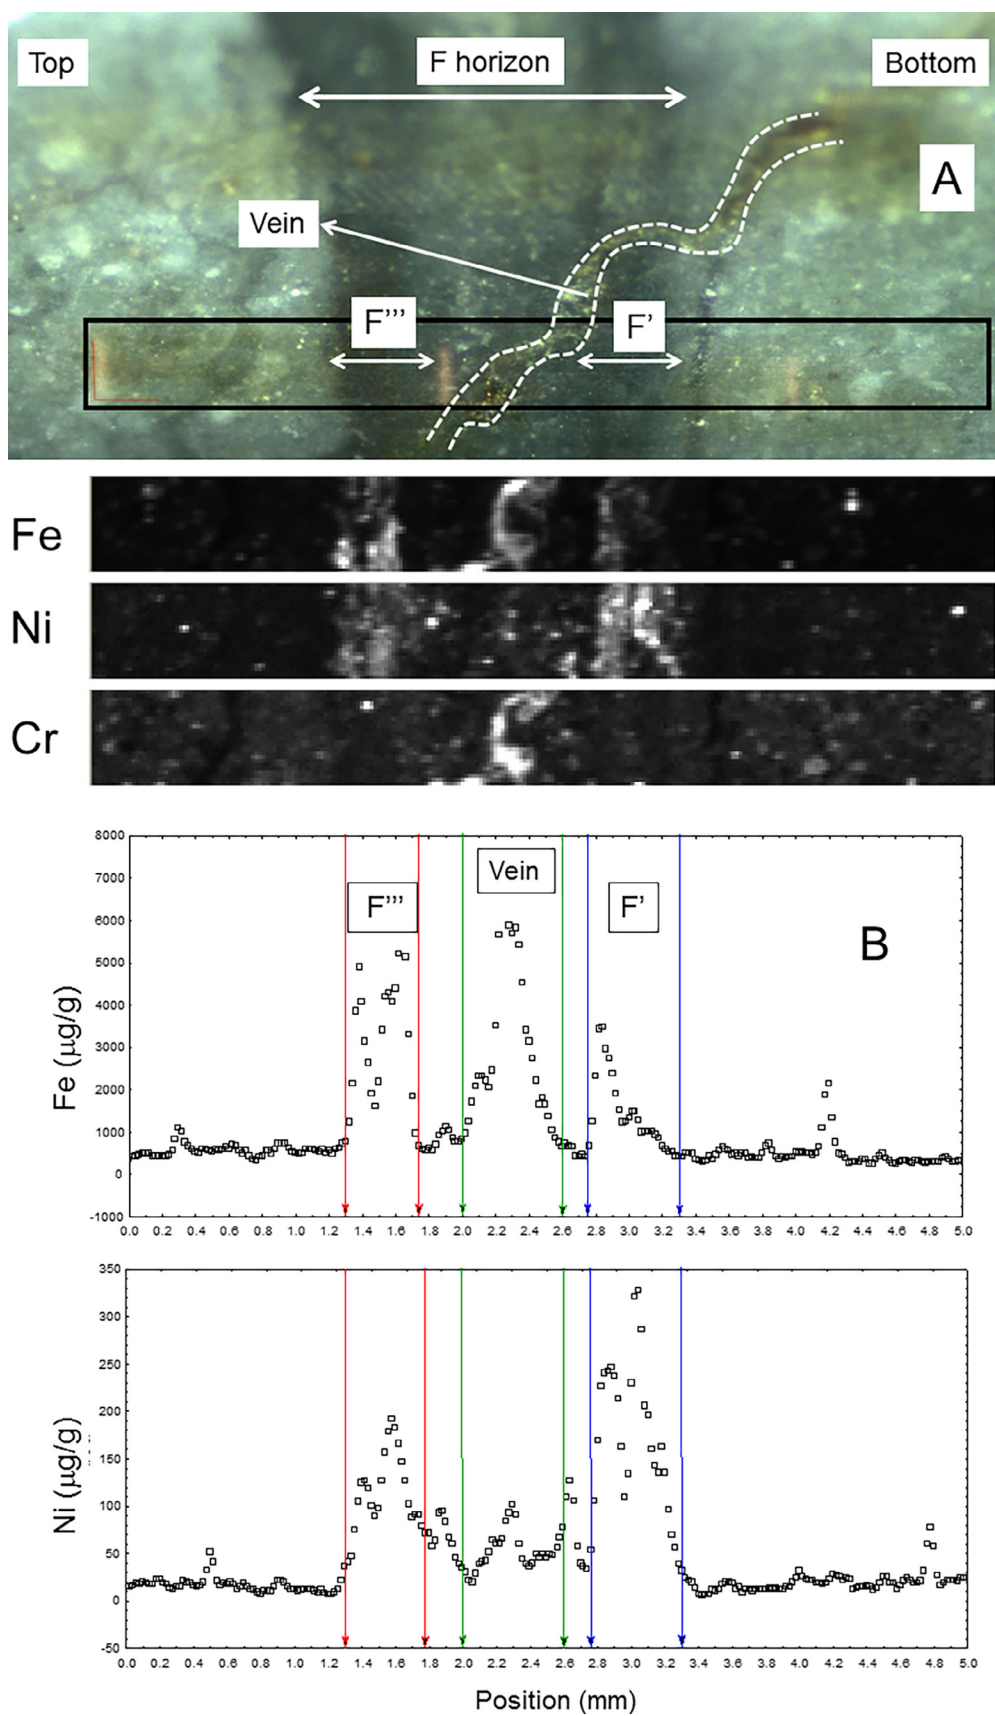 Top
F horizon
Bottom
A
Vein
F'''
F'
Fe
Ni
Cr
8000
7000
6000
5000
4000
3000
2000
1000
0
-1000
Fe (µg/g)
F'''
Vein
F'
B
0.0 0.2 0.4 0.6 0.8 1.0 1.2 1.4 1.6 1.8 2.0 2.2 2.4 2.6 2.8 3.0 3.2 3.4 3.6 3.8 4.0 4.2 4.4 4.6 4.8 5.0
350
300
250
200
150
100
50
0
-50
Ni (µg/g)
0.0 0.2 0.4 0.6 0.8 1.0 1.2 1.4 1.6 1.8 2.0 2.2 2.4 2.6 2.8 3.0 3.2 3.4 3.6 3.8 4.0 4.2 4.4 4.6 4.8 5.0
Position (mm)